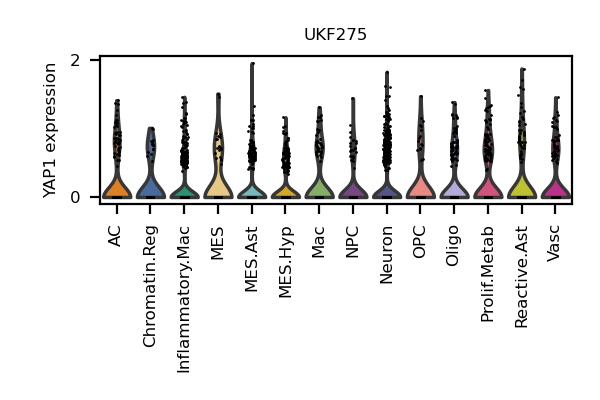 UKF275
YAP1 expression
2
0
AC
Chromatin.Reg
Inflammatory.Mac
MES
MES.Ast
MES.Hyp
Mac
NPC
Neuron
OPC
Oligo
Prolif.Metab
Reactive.Ast
Vasc